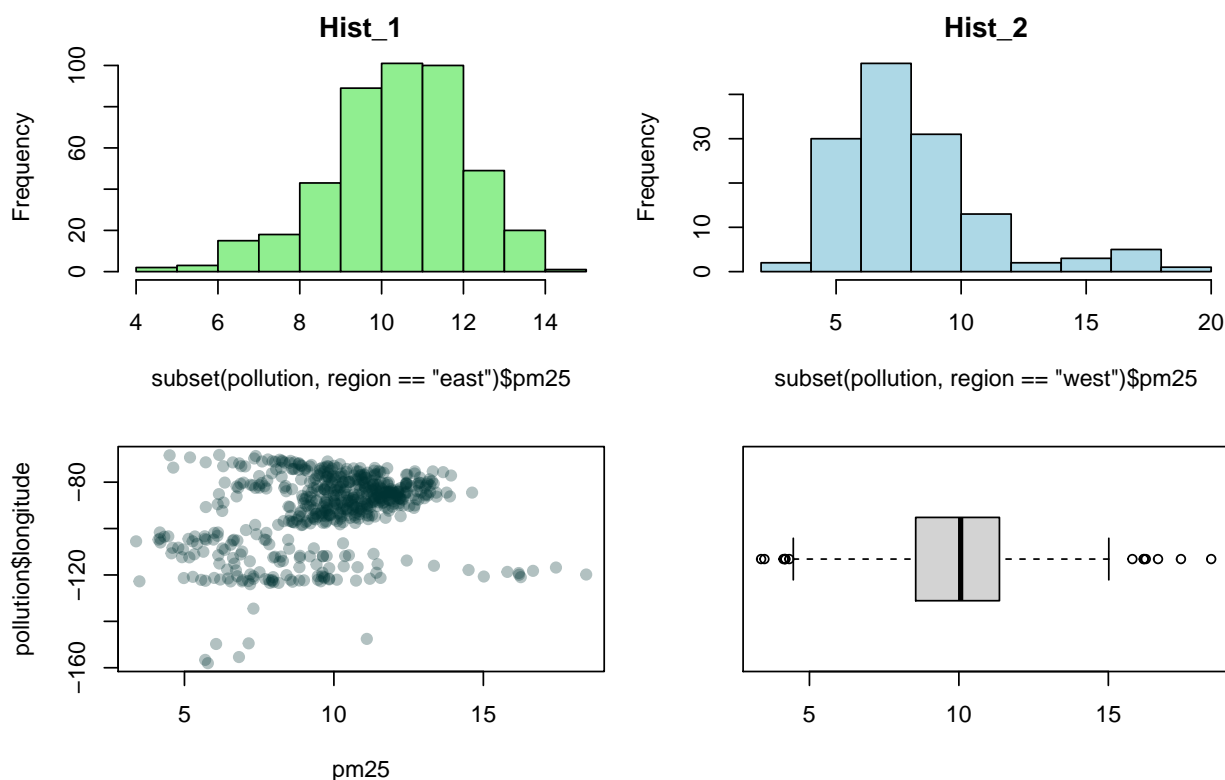 Hist_1
Frequency
0 20 60 100
4 6 8 10 12 14
subset(pollution, region == "east")$pm25
Hist_2
Frequency
0 10 30
5 10 15 20
subset(pollution, region == "west")$pm25
pollution$longitude
−160 −120 −80
5 10 15
pm25
5 10 15